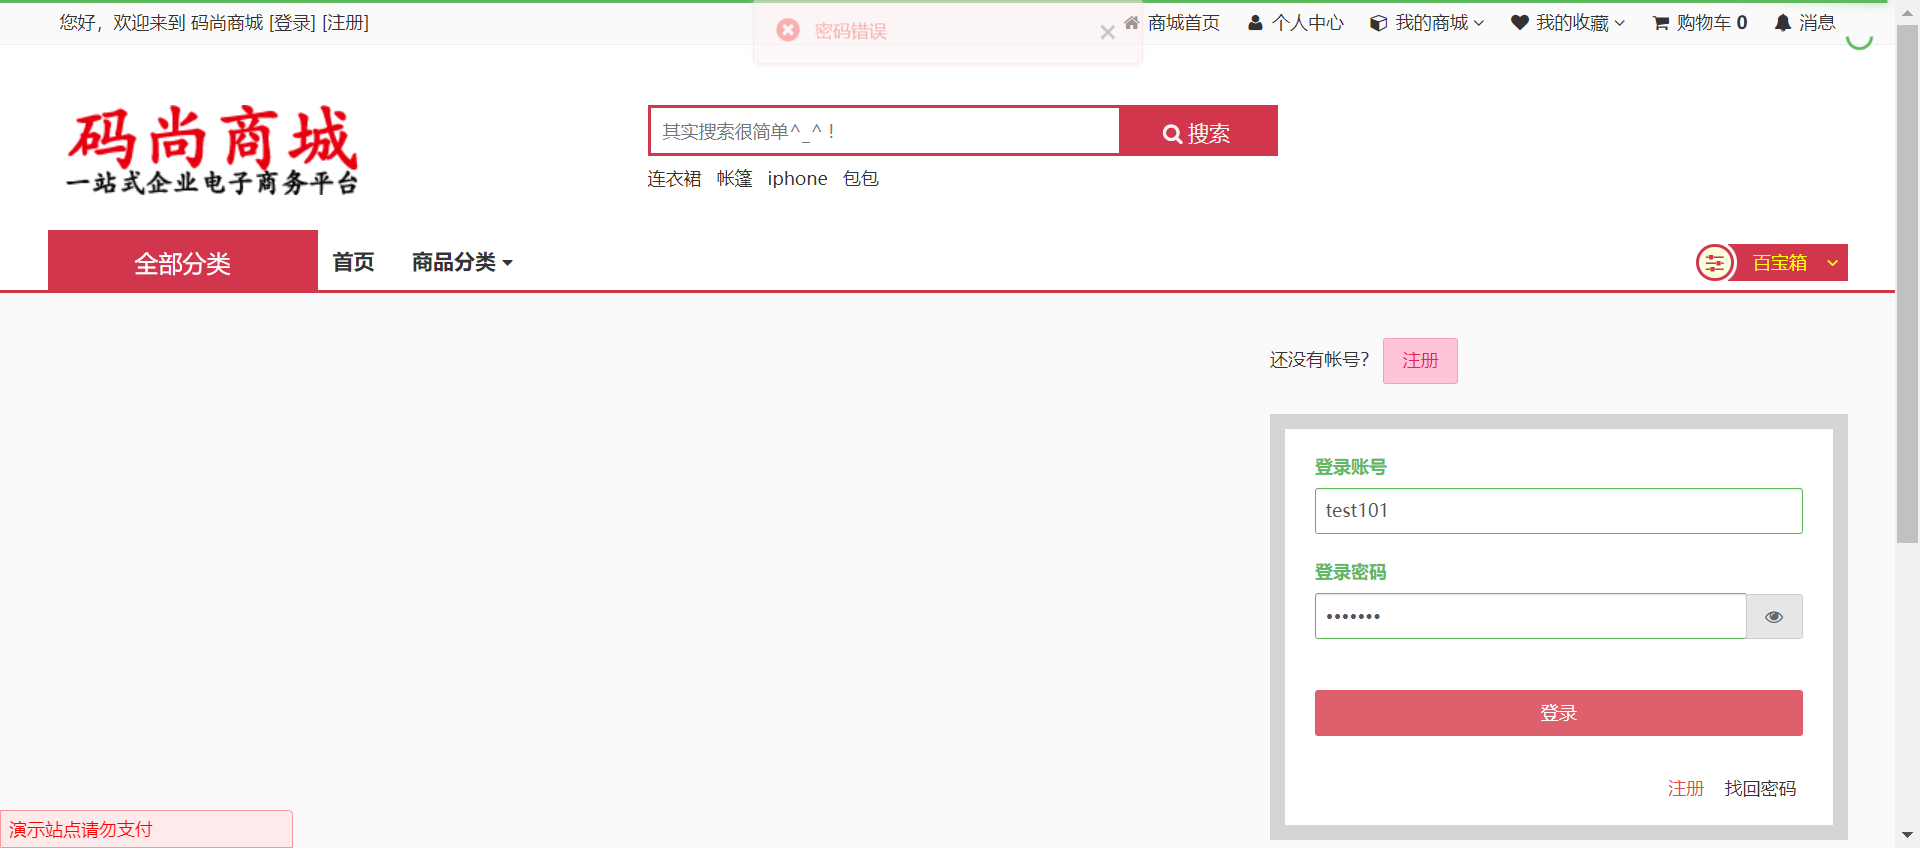 您好，欢迎来到 码尚商城 [登录] [注册]
密码错误
商城首页 个人中心 我的商城 我的收藏 购物车 0 消息
码尚商城
一站式企业电子商务平台
其实搜索很简单^_^ !
搜索
连衣裙 帐篷 iphone 包包
全部分类 首页 商品分类
百宝箱
还没有帐号? 注册
登录账号
test101
登录密码
•••••••
登录
注册 找回密码
演示站点请勿支付